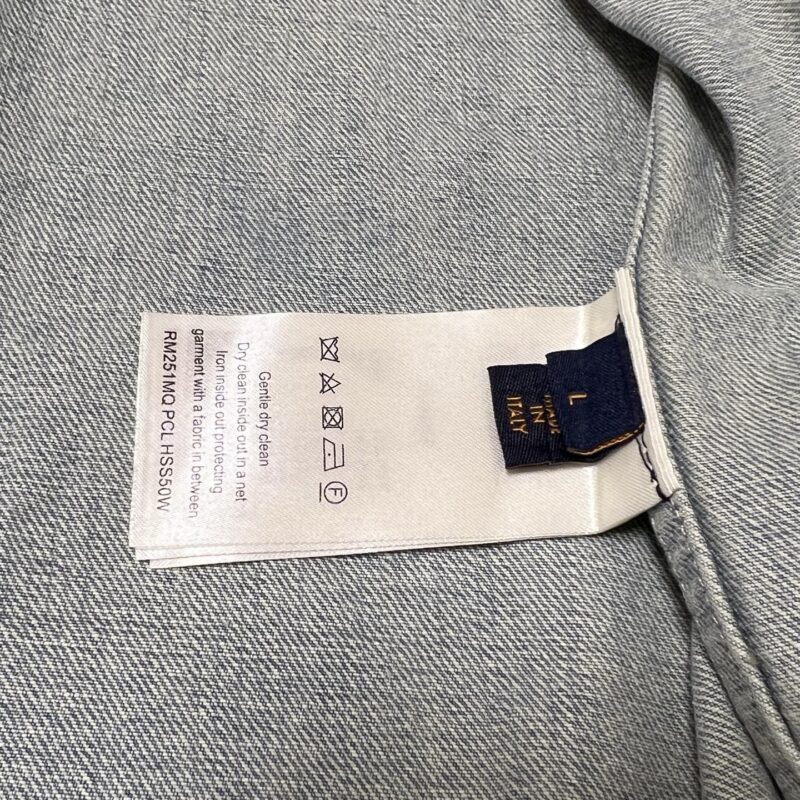 Gentle dry clean
Dry clean inside out in a net
Iron inside out protecting
garment with a fabric in between
RM251MQ PCL HSS50W
F
L
MADE
IN
ITALY